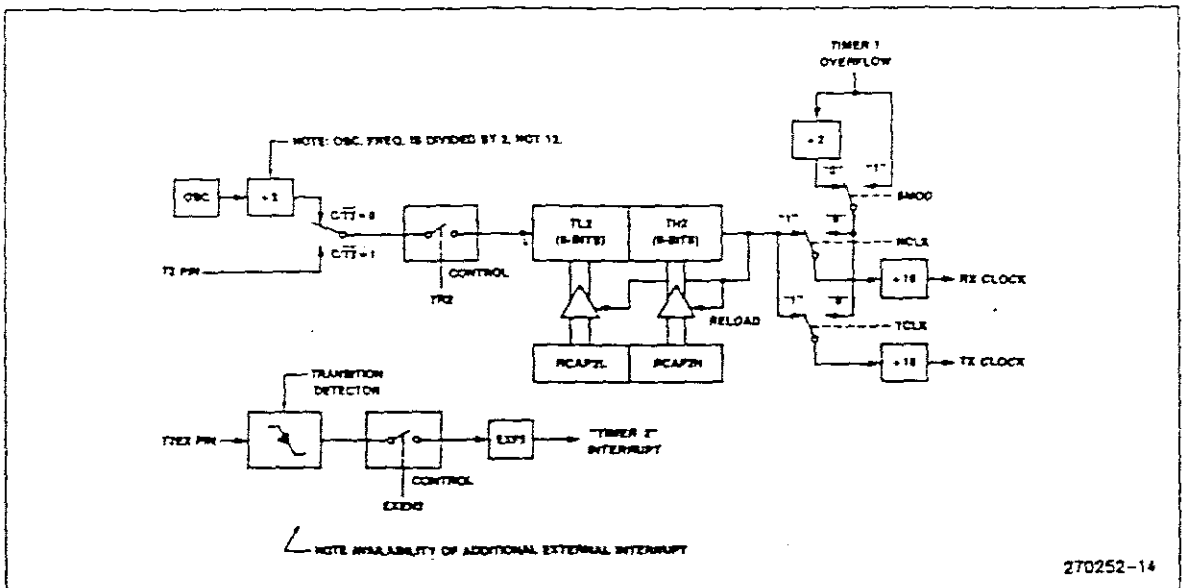 TIMER 1
OVERFLOW
NOTE: OSC. FREQ. IS DIVIDED BY 2, NOT 12.
÷ 2
"0"
"1"
SMOD
OSC
÷ 2
C/T2 = 0
C/T2 = 1
T2 PIN
CONTROL
TR2
TL2
(8-BITS)
TH2
(8-BITS)
RELOAD
RCAP2L
RCAP2H
"1"
"0"
RCLK
÷ 16
RX CLOCK
"1"
"0"
TCLK
÷ 16
TX CLOCK
TRANSITION
DETECTOR
T2EX PIN
CONTROL
EXEN2
EXF2
"TIMER 2"
INTERRUPT
NOTE AVAILABILITY OF ADDITIONAL EXTERNAL INTERRUPT
270252-14